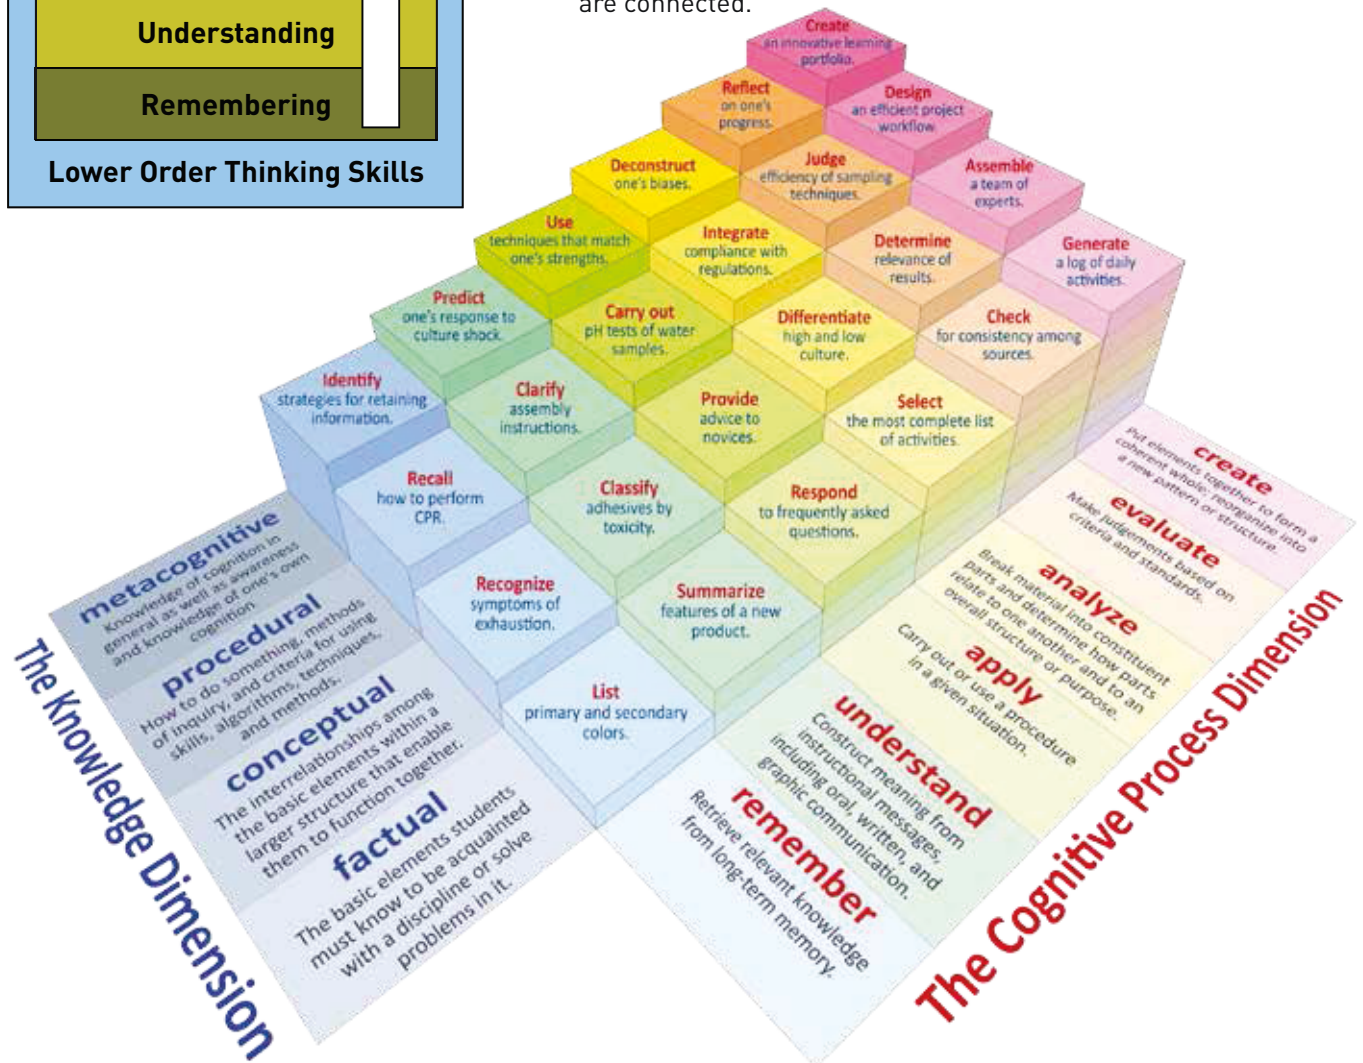 are connected.
Understanding
Remembering
Lower Order Thinking Skills
Create
an innovative learning
portfolio.
Reflect
on one's
progress.
Design
an efficient project
workflow.
Deconstruct
one's biases.
Judge
efficiency of sampling
techniques.
Assemble
a team of
experts.
Use
techniques that match
one's strengths.
Integrate
compliance with
regulations.
Determine
relevance of
results.
Generate
a log of daily
activities.
Predict
one's response to
culture shock.
Carry out
pH tests of water
samples.
Differentiate
high and low
culture.
Check
for consistency among
sources.
Identify
strategies for retaining
information.
Clarify
assembly
instructions.
Provide
advice to
novices.
Select
the most complete list
of activities.
Recall
how to perform
CPR.
Classify
adhesives by
toxicity.
Respond
to frequently asked
questions.
Recognize
symptoms of
exhaustion.
Summarize
features of a new
product.
List
primary and secondary
colors.
The Knowledge Dimension
metacognitive
Knowledge of cognition in
general as well as awareness
and knowledge of one's own
cognition.
procedural
How to do something, methods
of inquiry, and criteria for using
skills, algorithms, techniques,
and methods.
conceptual
The interrelationships among
the basic elements within a
larger structure that enable
them to function together.
factual
The basic elements students
must know to be acquainted
with a discipline or solve
problems in it.
The Cognitive Process Dimension
create
Put elements together to form a
coherent whole; reorganize into
a new pattern or structure.
evaluate
Make judgements based on
criteria and standards.
analyze
Break material into constituent
parts and determine how parts
relate to one another and to an
overall structure or purpose.
apply
Carry out or use a procedure
in a given situation.
understand
Construct meaning from
instructional messages,
including oral, written, and
graphic communication.
remember
Retrieve relevant knowledge
from long-term memory.